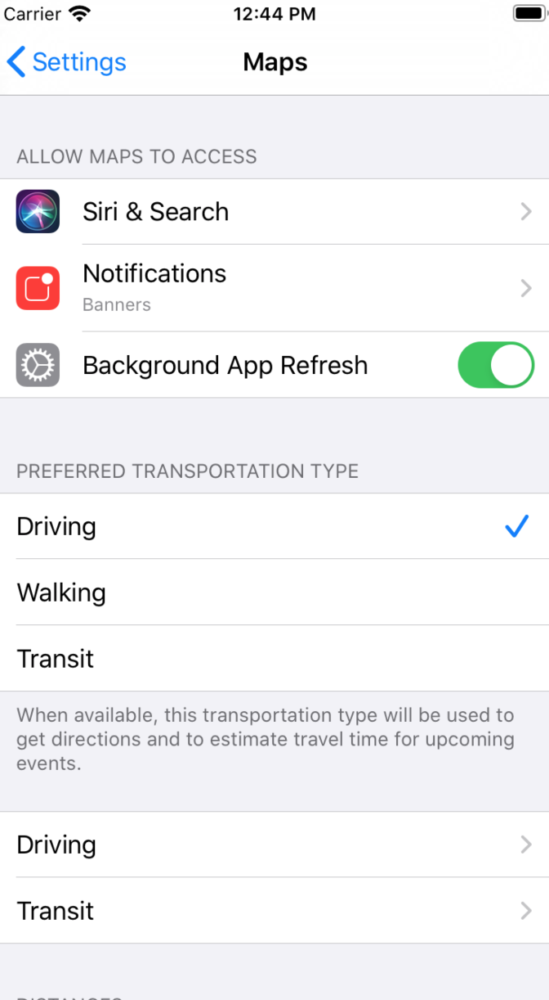 Carrier 12:44 PM
Settings Maps
ALLOW MAPS TO ACCESS
Siri & Search
Notifications
Banners
Background App Refresh
PREFERRED TRANSPORTATION TYPE
Driving
Walking
Transit
When available, this transportation type will be used to
get directions and to estimate travel time for upcoming
events.
Driving
Transit
DISTANCES